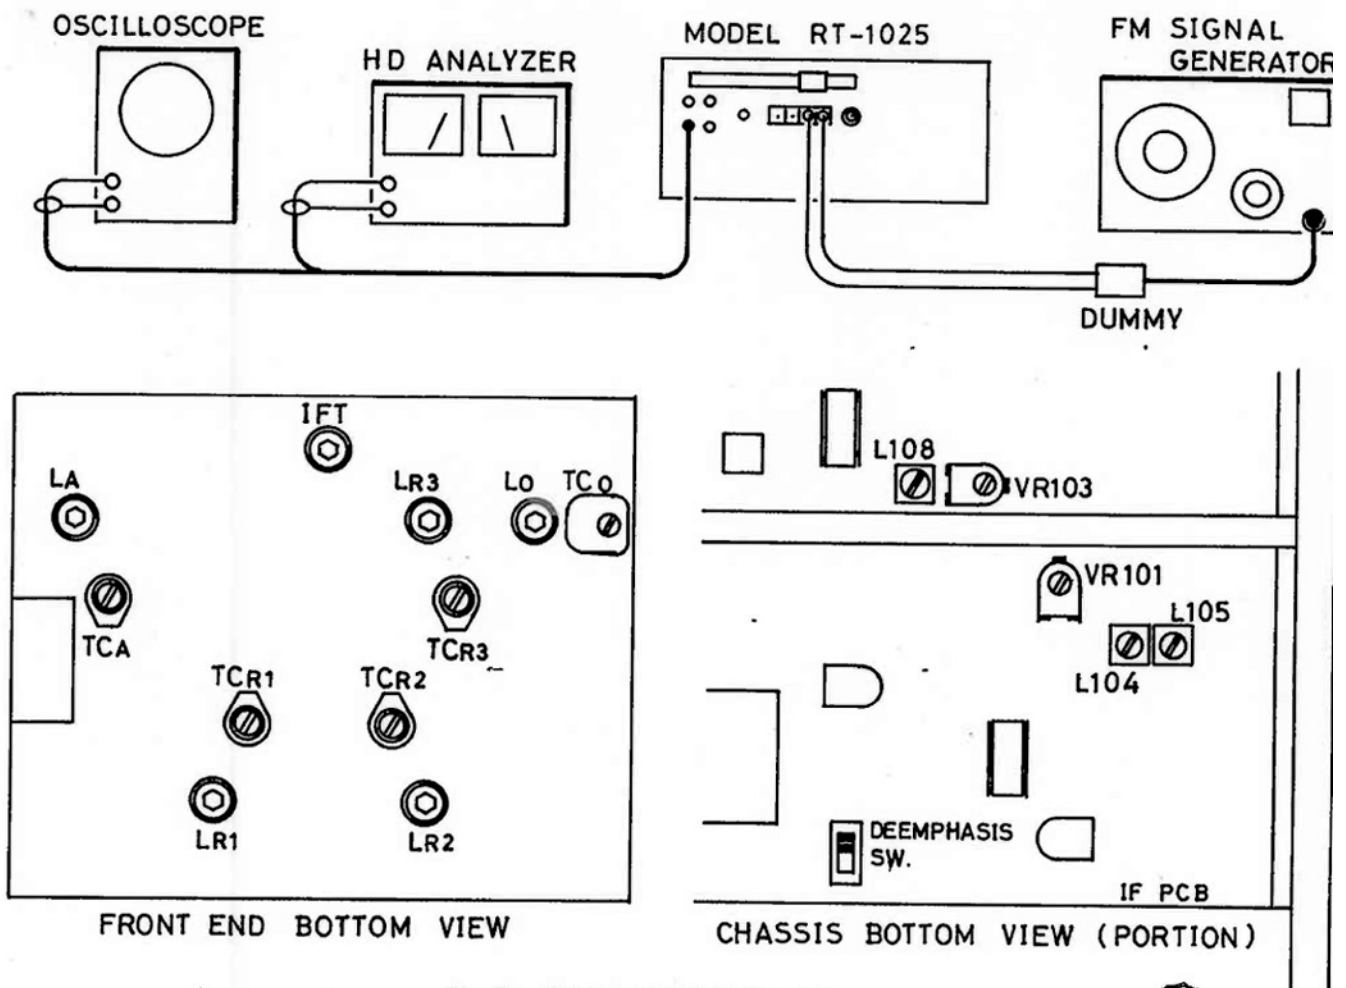 OSCILLOSCOPE
HD ANALYZER
MODEL RT-1025
FM SIGNAL
GENERATOR
DUMMY
IFT
LA
LR3
LO
TCO
TCA
TCR3
TCR1
TCR2
LR1
LR2
FRONT END BOTTOM VIEW
L108
VR103
VR101
L105
L104
DEEMPHASIS
SW.
IF PCB
CHASSIS BOTTOM VIEW (PORTION)